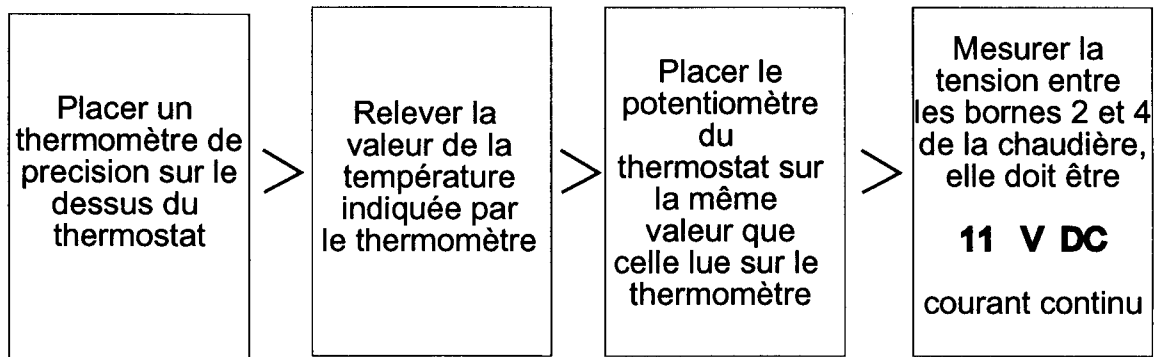 Placer un
thermomètre de
precision sur le
dessus du
thermostat
>
Relever la
valeur de la
température
indiquée par
le thermomètre
>
Placer le
potentiomètre
du
thermostat sur
la même
valeur que
celle lue sur le
thermomètre
>
Mesurer la
tension entre
les bornes 2 et 4
de la chaudière,
elle doit être
11 V DC
courant continu